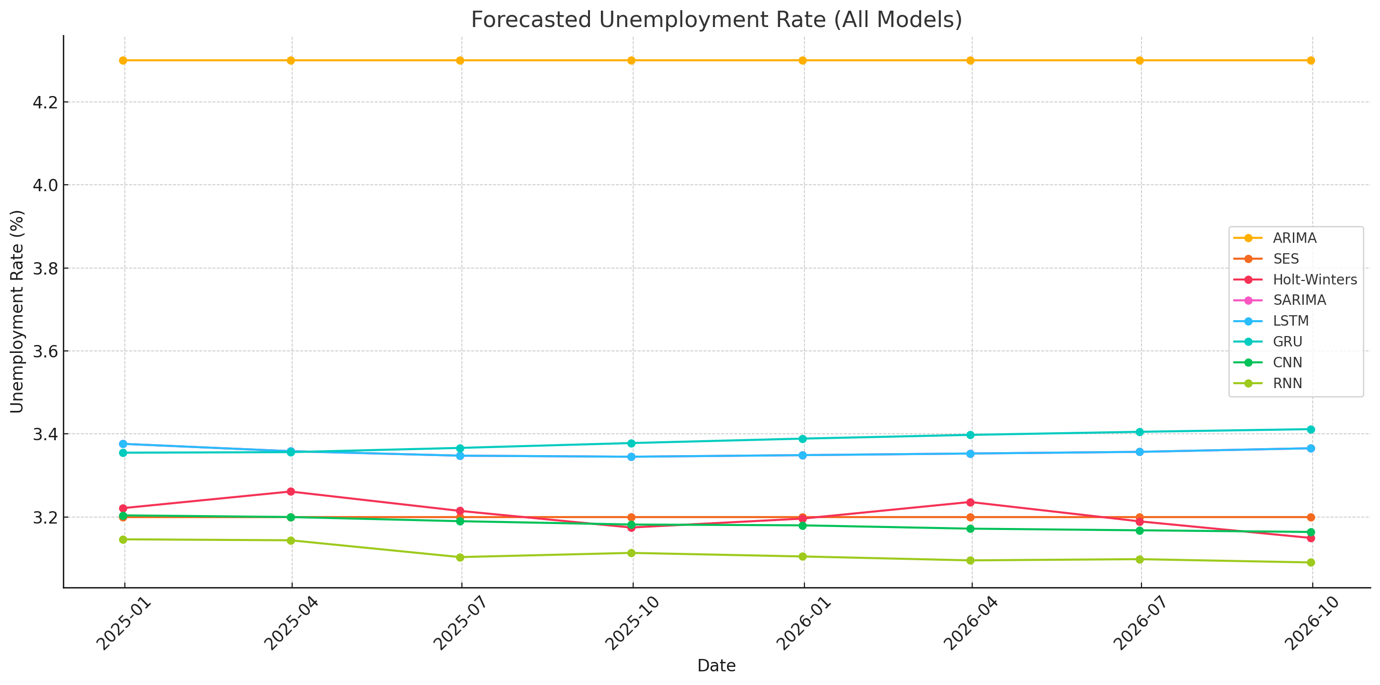 Forecasted Unemployment Rate (All Models)
Unemployment Rate (%)
4.2
4.0
3.8
3.6
3.4
3.2
ARIMA
SES
Holt-Winters
SARIMA
LSTM
GRU
CNN
RNN
2025-01
2025-04
2025-07
2025-10
2026-01
2026-04
2026-07
2026-10
Date